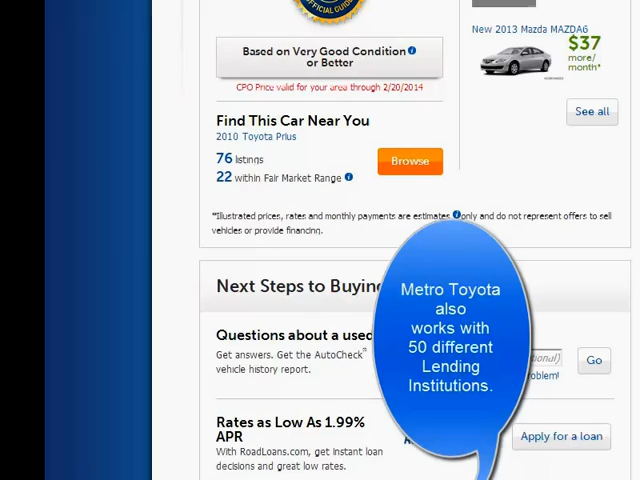 OFFICIAL GUIDE
New 2013 Mazda MAZDA6
$37
more/
month*
See all
Based on Very Good Condition
or Better
CPO Price valid for your area through 2/20/2014
Find This Car Near You
2010 Toyota Prius
76 listings
22 within Fair Market Range
Browse
*Illustrated prices, rates and monthly payments are estimates only and do not represent offers to sell
vehicles or provide financing.
Next Steps to Buying
Metro Toyota
also
works with
50 different
Lending
Institutions.
Questions about a used
Get answers. Get the AutoCheck®
vehicle history report.
Go
Rates as Low As 1.99%
APR
With RoadLoans.com, get instant loan
decisions and great low rates.
Apply for a loan